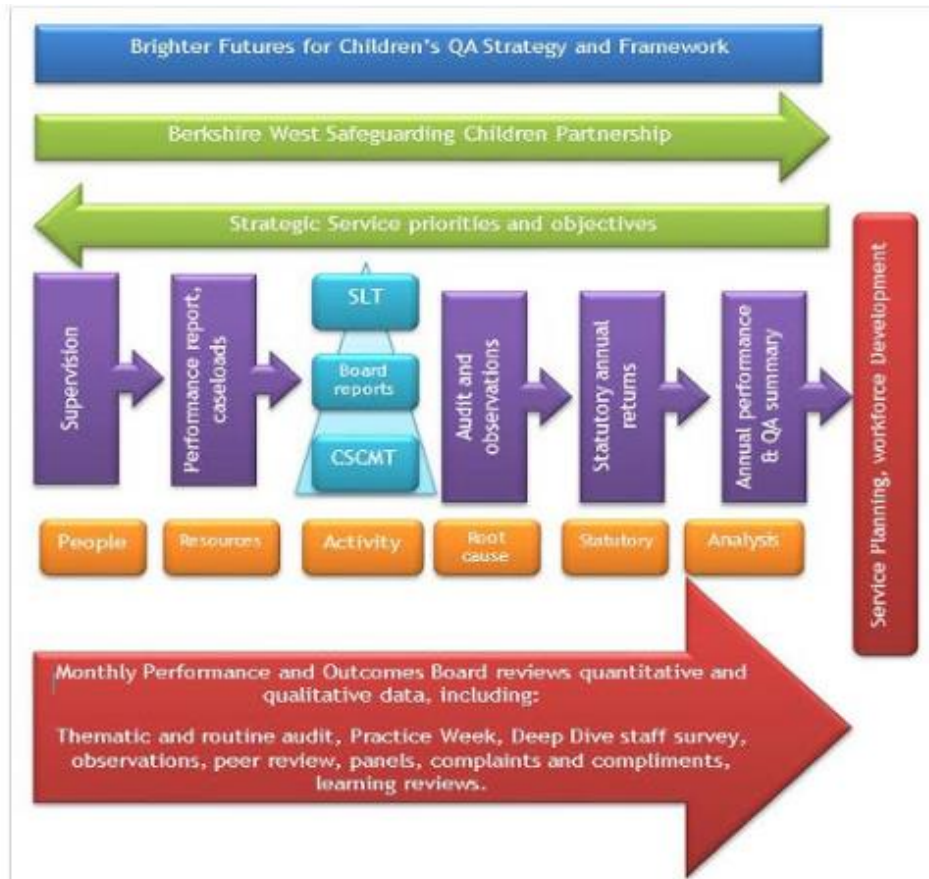 Brighter Futures for Children's QA Strategy and Framework
Berkshire West Safeguarding Children Partnership
Strategic Service priorities and objectives
Supervision
Performance report,
caseloads
SLT
Board
reports
CSCMT
Audit and
observations
Statutory annual
returns
Annual performance
& QA summary
Service Planning, workforce Development
People
Resources
Activity
Root
cause
Statutory
Analysis
Monthly Performance and Outcomes Board reviews quantitative and
qualitative data, including:
Thematic and routine audit, Practice Week, Deep Dive staff survey,
observations, peer review, panels, complaints and compliments,
learning reviews.